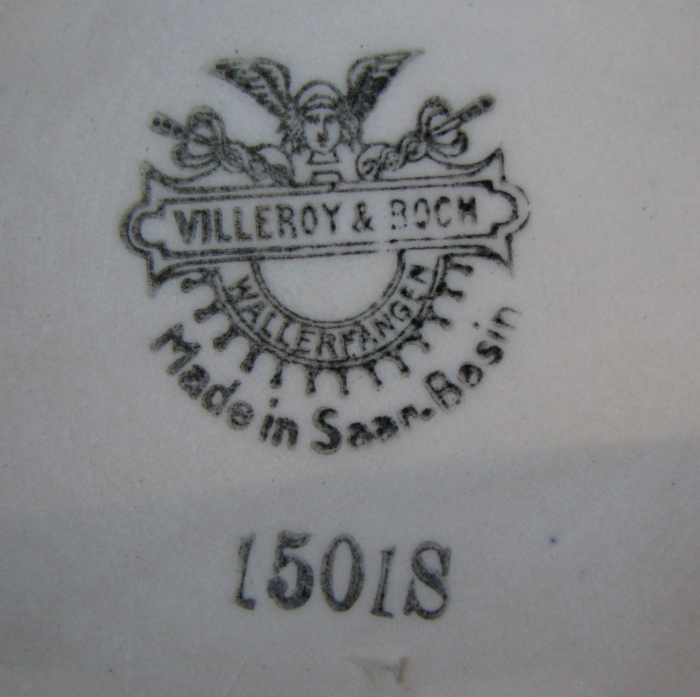 VILLEROY & BOCH
WALLERFANGEN
Made in Saar-Basin
1501S